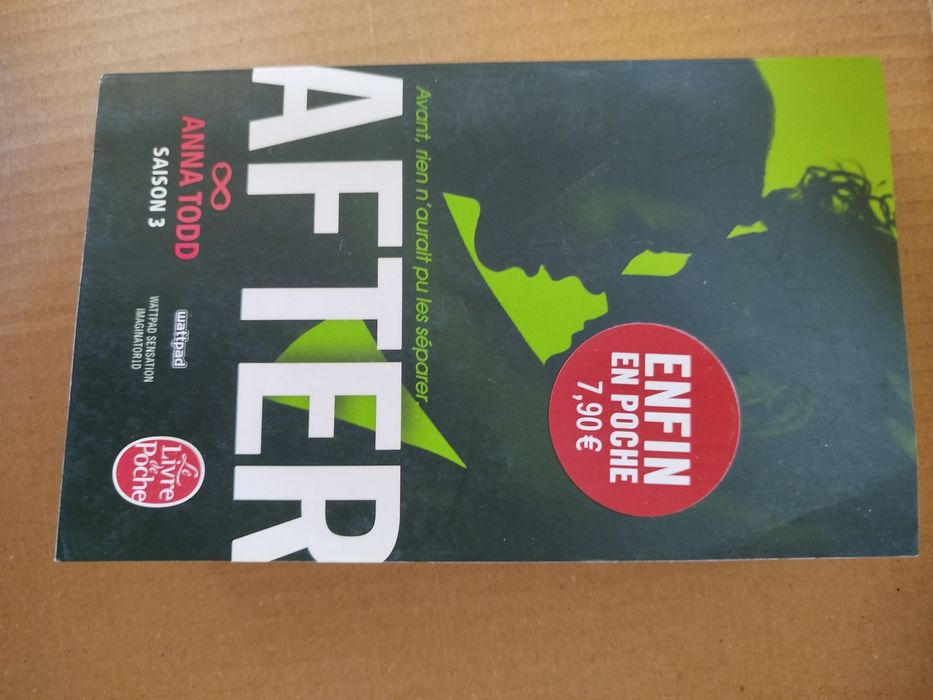 ENFIN
EN POCHE
7,90 €
Avant, rien n'aurait pu les séparer
AFTER
ANNA TODD
SAISON 3
wattpad
WATTPAD SENSATION
IMAGINATOR1D
Le
Livre
de
Poche